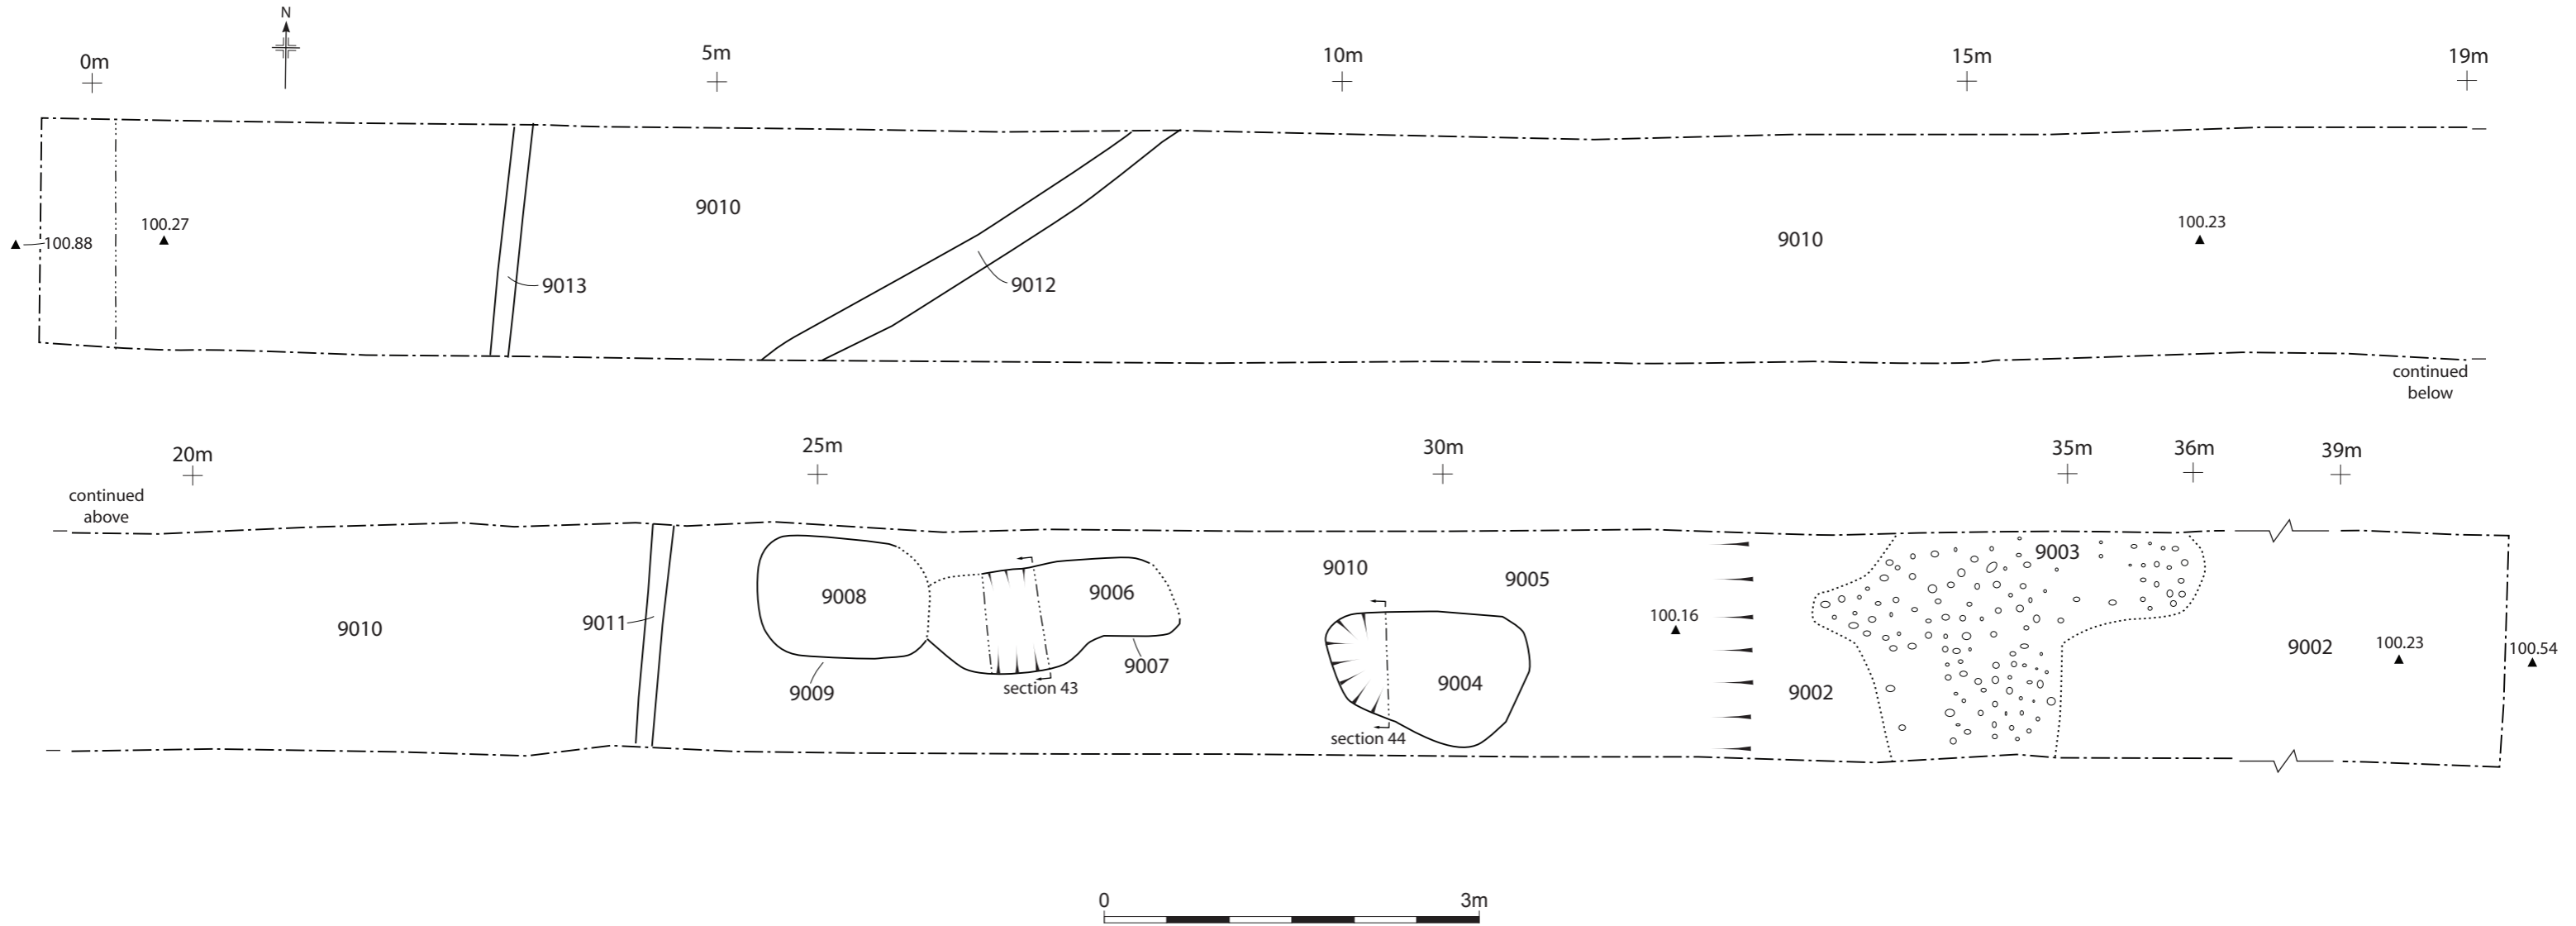 N
0m
5m
10m
15m
19m
100.88
100.27
9013
9010
9012
9010
100.23
continued
below
20m
25m
30m
35m
36m
39m
continued
above
9010
9011
9008
9009
9006
9007
section 43
9010
9005
9004
section 44
100.16
9002
9003
9002
100.23
100.54
0
3m